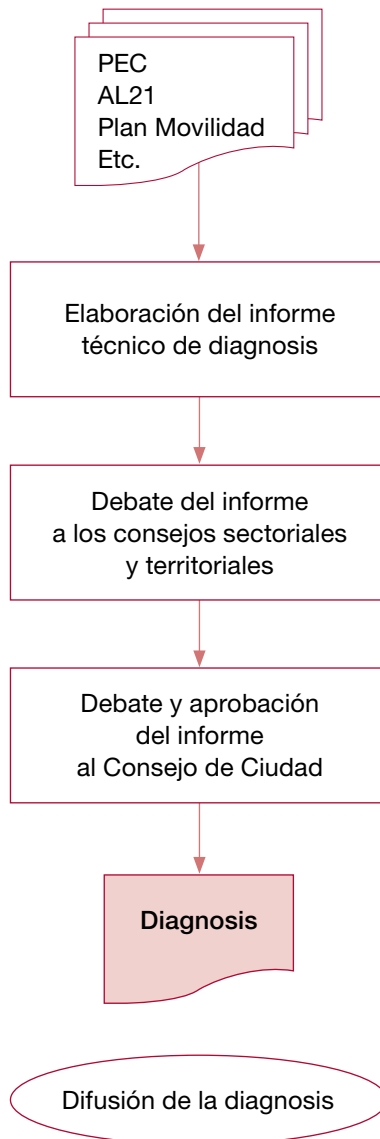 PEC
AL21
Plan Movilidad
Etc.
Elaboración del informe
técnico de diagnosis
Debate del informe
a los consejos sectoriales
y territoriales
Debate y aprobación
del informe
al Consejo de Ciudad
Diagnosis
Difusión de la diagnosis